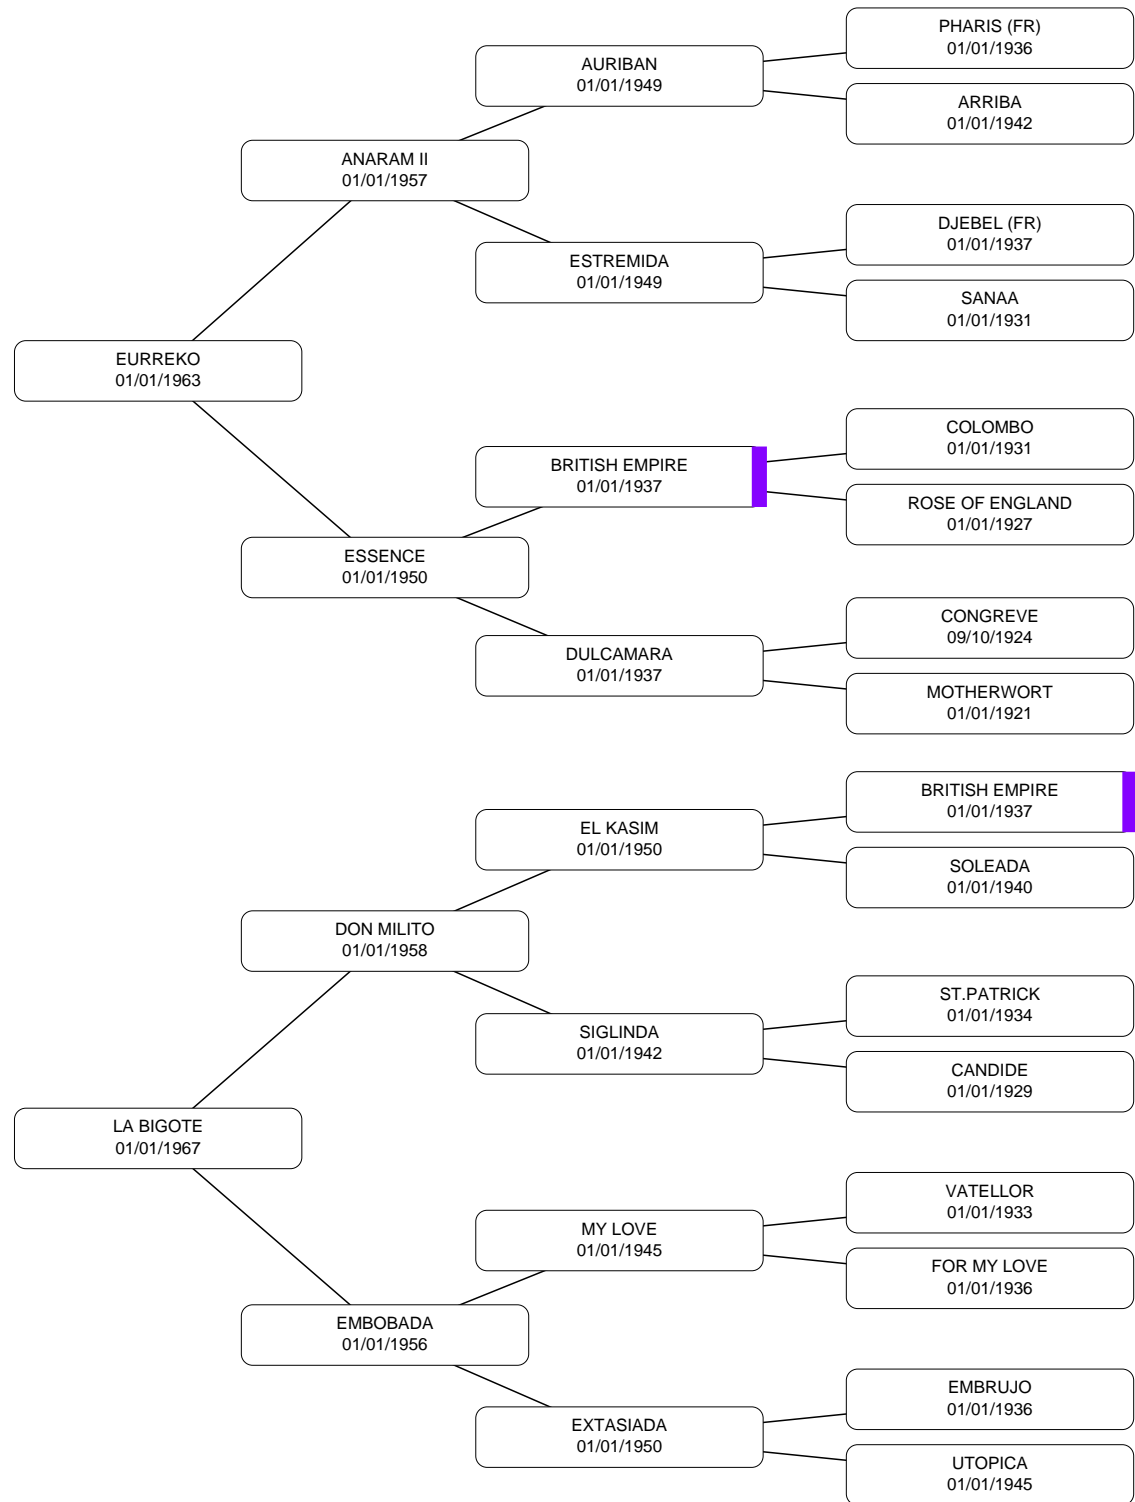 PHARIS (FR)
01/01/1936
AURIBAN
01/01/1949
ARRIBA
01/01/1942
ANARAM II
01/01/1957
DJEBEL (FR)
01/01/1937
ESTREMIDA
01/01/1949
SANAA
01/01/1931
EURREKO
01/01/1963
COLOMBO
01/01/1931
BRITISH EMPIRE
01/01/1937
ROSE OF ENGLAND
01/01/1927
ESSENCE
01/01/1950
CONGREVE
09/10/1924
DULCAMARA
01/01/1937
MOTHERWORT
01/01/1921
BRITISH EMPIRE
01/01/1937
EL KASIM
01/01/1950
SOLEADA
01/01/1940
DON MILITO
01/01/1958
ST.PATRICK
01/01/1934
SIGLINDA
01/01/1942
CANDIDE
01/01/1929
LA BIGOTE
01/01/1967
VATELLOR
01/01/1933
MY LOVE
01/01/1945
FOR MY LOVE
01/01/1936
EMBOBADA
01/01/1956
EMBRUJO
01/01/1936
EXTASIADA
01/01/1950
UTOPICA
01/01/1945